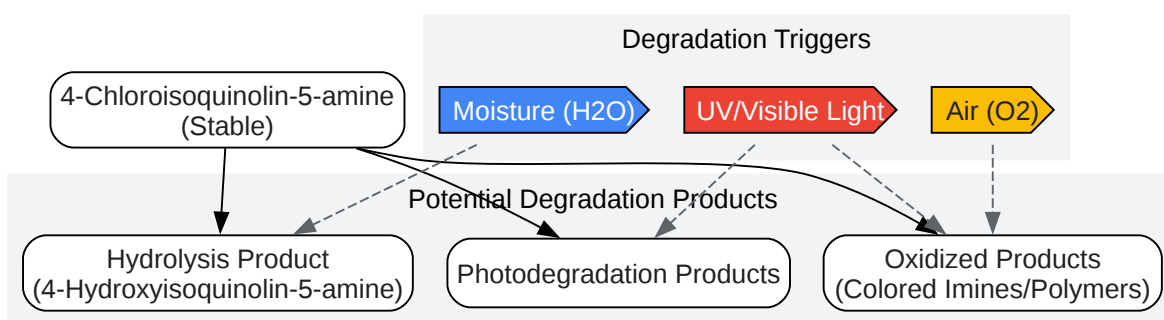 Degradation Triggers
4-Chloroisoquinolin-5-amine
(Stable)
Moisture (H2O)
UV/Visible Light
Air (O2)
Potential Degradation Products
Hydrolysis Product
(4-Hydroxyisoquinolin-5-amine)
Photodegradation Products
Oxidized Products
(Colored Imines/Polymers)